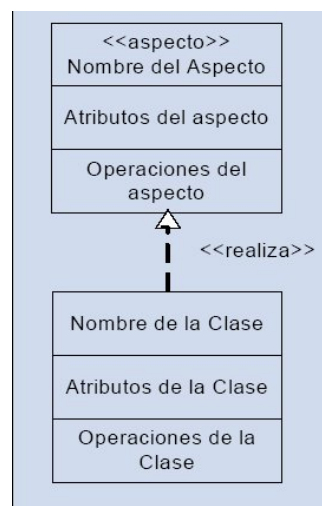 <<aspecto>>
Nombre del Aspecto
Atributos del aspecto
Operaciones del
aspecto
<<realiza>>
Nombre de la Clase
Atributos de la Clase
Operaciones de la
Clase